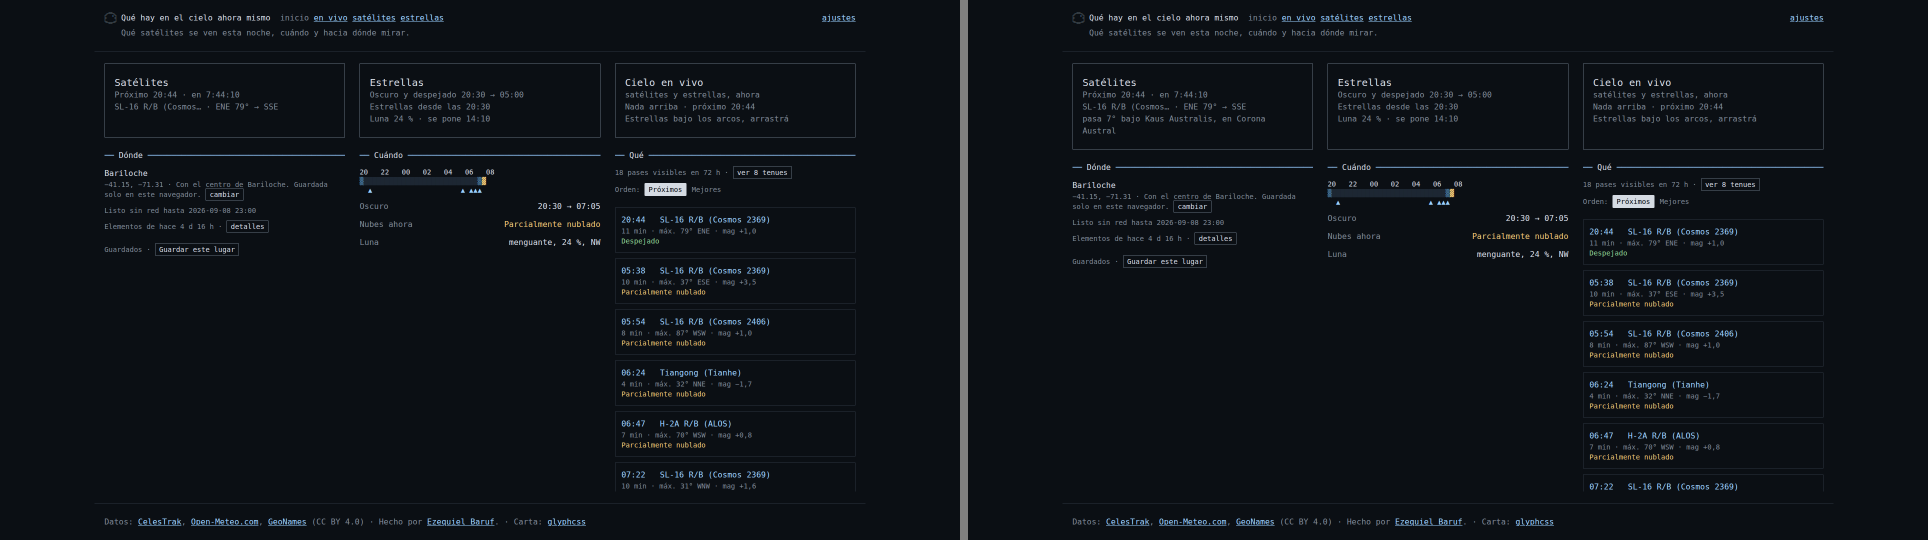 Qué hay en el cielo ahora mismo inicio en vivo satélites estrellas ajustes
Qué satélites se ven esta noche, cuándo y hacia dónde mirar.
Satélites
Próximo 20:44 · en 7:44:10
SL-16 R/B (Cosmos… · ENE 79° → SSE
Estrellas
Oscuro y despejado 20:30 → 05:00
Estrellas desde las 20:30
Luna 24 % · se pone 14:10
Cielo en vivo
satélites y estrellas, ahora
Nada arriba · próximo 20:44
Estrellas bajo los arcos, arrastrá
Dónde
Bariloche
−41.15, −71.31 · Con el centro de Bariloche. Guardada
solo en este navegador. cambiar
Listo sin red hasta 2026-09-08 23:00
Elementos de hace 4 d 16 h · detalles
Guardados · Guardar este lugar
Cuándo
20 22 00 02 04 06 08
Oscuro 20:30 → 07:05
Nubes ahora Parcialmente nublado
Luna menguante, 24 %, NW
Qué
18 pases visibles en 72 h · ver 8 tenues
Orden: Próximos Mejores
20:44 SL-16 R/B (Cosmos 2369)
11 min · máx. 79° ENE · mag +1,0
Despejado
05:38 SL-16 R/B (Cosmos 2369)
10 min · máx. 37° ESE · mag +3,5
Parcialmente nublado
05:54 SL-16 R/B (Cosmos 2406)
8 min · máx. 87° WSW · mag +1,0
Parcialmente nublado
06:24 Tiangong (Tianhe)
4 min · máx. 32° NNE · mag −1,7
Parcialmente nublado
06:47 H-2A R/B (ALOS)
7 min · máx. 70° WSW · mag +0,8
Parcialmente nublado
07:22 SL-16 R/B (Cosmos 2369)
10 min · máx. 31° WNW · mag +1,6
Datos: CelesTrak, Open-Meteo.com, GeoNames (CC BY 4.0) · Hecho por Ezequiel Baruf. · Carta: glyphcss
Qué hay en el cielo ahora mismo inicio en vivo satélites estrellas ajustes
Qué satélites se ven esta noche, cuándo y hacia dónde mirar.
Satélites
Próximo 20:44 · en 7:44:10
SL-16 R/B (Cosmos… · ENE 79° → SSE
pasa 7° bajo Kaus Australis, en Corona
Austral
Estrellas
Oscuro y despejado 20:30 → 05:00
Estrellas desde las 20:30
Luna 24 % · se pone 14:10
Cielo en vivo
satélites y estrellas, ahora
Nada arriba · próximo 20:44
Estrellas bajo los arcos, arrastrá
Dónde
Bariloche
−41.15, −71.31 · Con el centro de Bariloche. Guardada
solo en este navegador. cambiar
Listo sin red hasta 2026-09-08 23:00
Elementos de hace 4 d 16 h · detalles
Guardados · Guardar este lugar
Cuándo
20 22 00 02 04 06 08
Oscuro 20:30 → 07:05
Nubes ahora Parcialmente nublado
Luna menguante, 24 %, NW
Qué
18 pases visibles en 72 h · ver 8 tenues
Orden: Próximos Mejores
20:44 SL-16 R/B (Cosmos 2369)
11 min · máx. 79° ENE · mag +1,0
Despejado
05:38 SL-16 R/B (Cosmos 2369)
10 min · máx. 37° ESE · mag +3,5
Parcialmente nublado
05:54 SL-16 R/B (Cosmos 2406)
8 min · máx. 87° WSW · mag +1,0
Parcialmente nublado
06:24 Tiangong (Tianhe)
4 min · máx. 32° NNE · mag −1,7
Parcialmente nublado
06:47 H-2A R/B (ALOS)
7 min · máx. 70° WSW · mag +0,8
Parcialmente nublado
07:22 SL-16 R/B (Cosmos 2369)
Datos: CelesTrak, Open-Meteo.com, GeoNames (CC BY 4.0) · Hecho por Ezequiel Baruf. · Carta: glyphcss